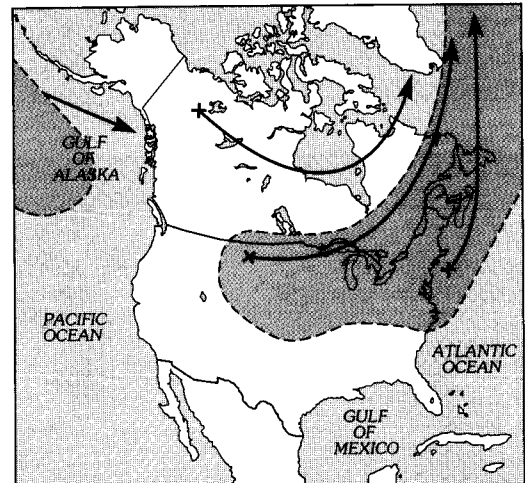 GULF
OF
ALASKA
PACIFIC
OCEAN
ATLANTIC
OCEAN
GULF
OF
MEXICO